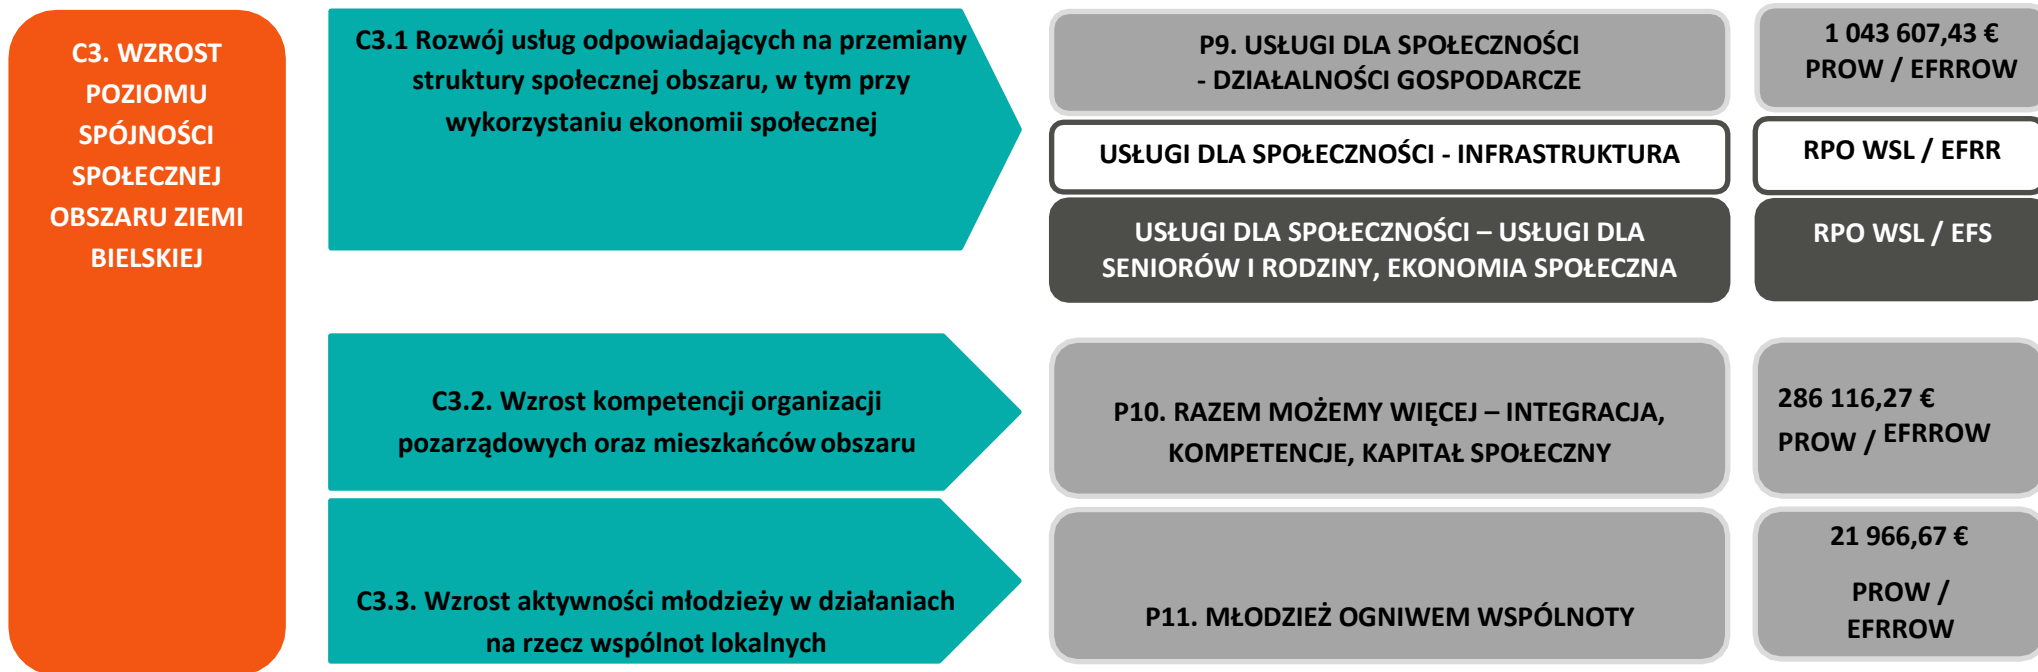 C3. WZROST
POZIOMU
SPÓJNOŚCI
SPOŁECZNEJ
OBSZARU ZIEMI
BIELSKIEJ
C3.1 Rozwój usług odpowiadających na przemiany
struktury społecznej obszaru, w tym przy
wykorzystaniu ekonomii społecznej
P9. USŁUGI DLA SPOŁECZNOŚCI
- DZIAŁALNOŚCI GOSPODARCZE
1 043 607,43 €
PROW / EFRROW
USŁUGI DLA SPOŁECZNOŚCI - INFRASTRUKTURA
RPO WSL / EFRR
USŁUGI DLA SPOŁECZNOŚCI – USŁUGI DLA
SENIORÓW I RODZINY, EKONOMIA SPOŁECZNA
RPO WSL / EFS
C3.2. Wzrost kompetencji organizacji
pozarządowych oraz mieszkańców obszaru
P10. RAZEM MOŻEMY WIĘCEJ – INTEGRACJA,
KOMPETENCJE, KAPITAŁ SPOŁECZNY
286 116,27 €
PROW / EFRROW
C3.3. Wzrost aktywności młodzieży w działaniach
na rzecz wspólnot lokalnych
P11. MŁODZIEŻ OGNIWEM WSPÓLNOTY
21 966,67 €
PROW /
EFRROW